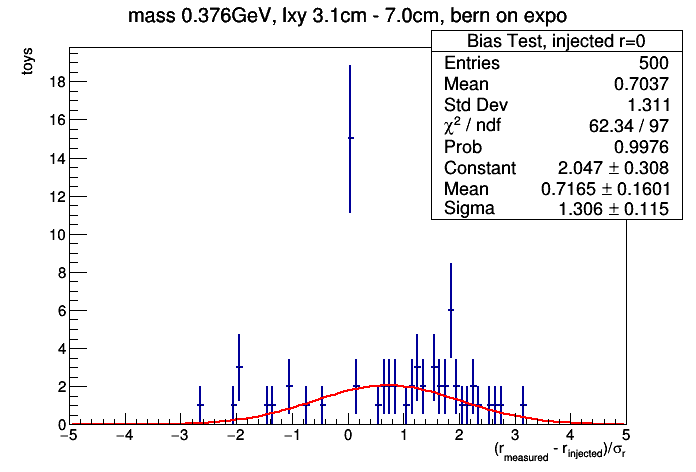 mass 0.376GeV, lxy 3.1cm - 7.0cm, bern on expo
Bias Test, injected r=0
Entries 500
Mean 0.7037
Std Dev 1.311
χ² / ndf 62.34 / 97
Prob 0.9976
Constant 2.047 ± 0.308
Mean 0.7165 ± 0.1601
Sigma 1.306 ± 0.115
toys
18
16
14
12
10
8
6
4
2
0
−5 −4 −3 −2 −1 0 1 2 3 4 5
(r_measured - r_injected)/σ_r